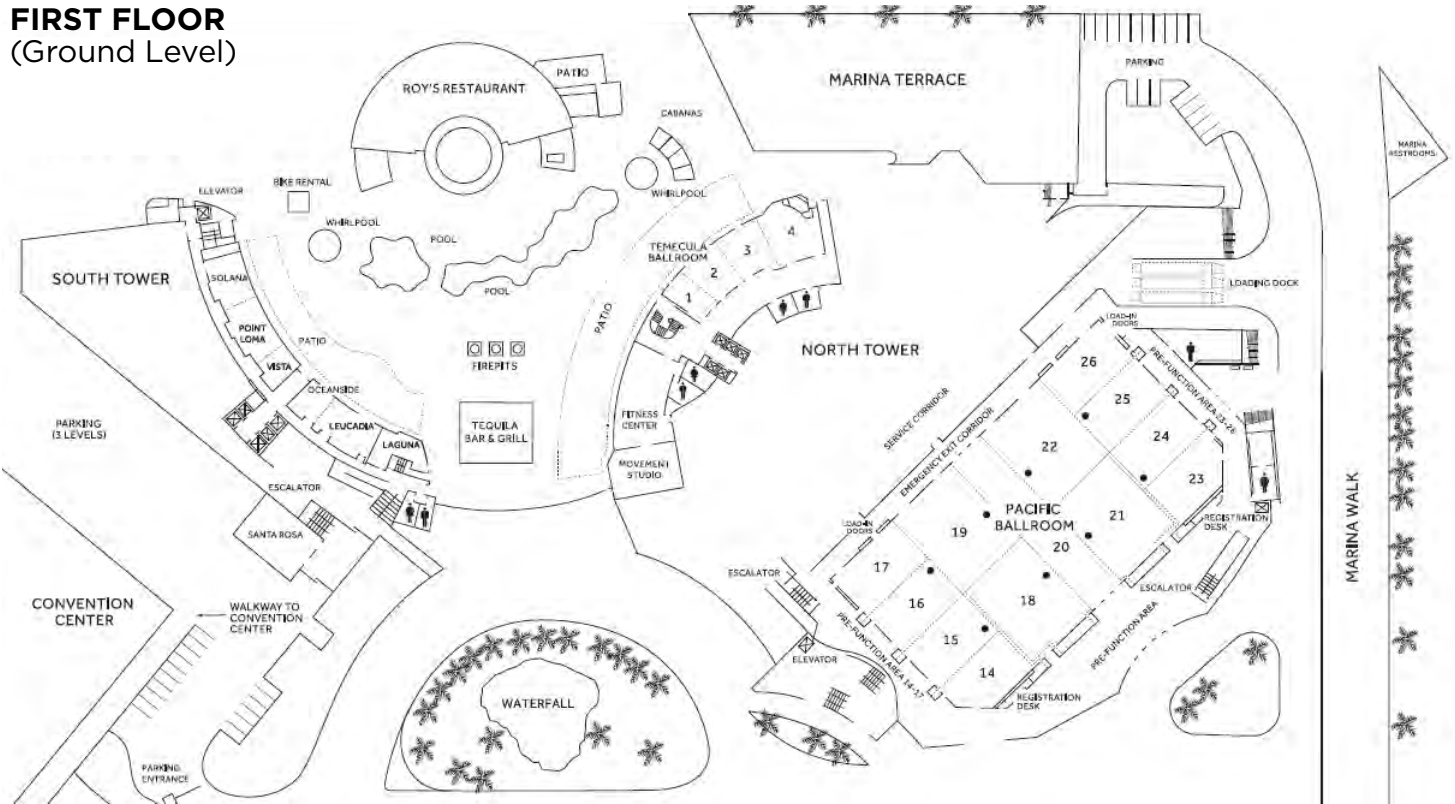 FIRST FLOOR
(Ground Level)
ROY'S RESTAURANT
PATIO
MARINA TERRACE
PARKING
MARINA
RESTROOMS
CABANAS
WHIRLPOOL
ELEVATOR
BIKE RENTAL
WHIRLPOOL
POOL
POOL
TEMECULA
BALLROOM
1
2
3
4
SOUTH TOWER
SOLANA
POINT
LOMA
VISTA
PATIO
OCEANSIDE
LEUCADIA
LAGUNA
FIREPITS
TEQUILA
BAR & GRILL
PATIO
FITNESS
CENTER
MOVEMENT
STUDIO
NORTH TOWER
LOADING DOCK
LOAD-IN
DOORS
PRE-FUNCTION AREA 23-26
SERVICE CORRIDOR
EMERGENCY EXIT CORRIDOR
26
25
24
23
22
21
PACIFIC
BALLROOM
20
19
18
17
16
15
14
LOAD-IN
DOORS
REGISTRATION
DESK
ESCALATOR
PRE-FUNCTION AREA
PRE-FUNCTION AREA 14-17
REGISTRATION
DESK
ESCALATOR
ELEVATOR
MARINA WALK
PARKING
(3 LEVELS)
ESCALATOR
SANTA ROSA
CONVENTION
CENTER
WALKWAY TO
CONVENTION
CENTER
WATERFALL
PARKING
ENTRANCE